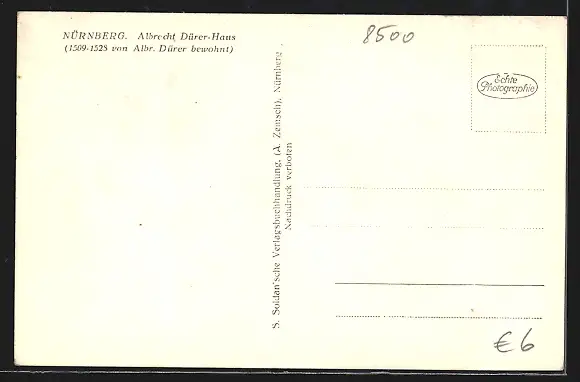 NÜRNBERG. Albrecht Dürer-Haus
(1509-1528 von Albr. Dürer bewohnt)
8500
Echte
Photographie
S. Soldan'sche Verlagsbuchhandlung, (A. Zemsch), Nürnberg.
Nachdruck verboten
€6